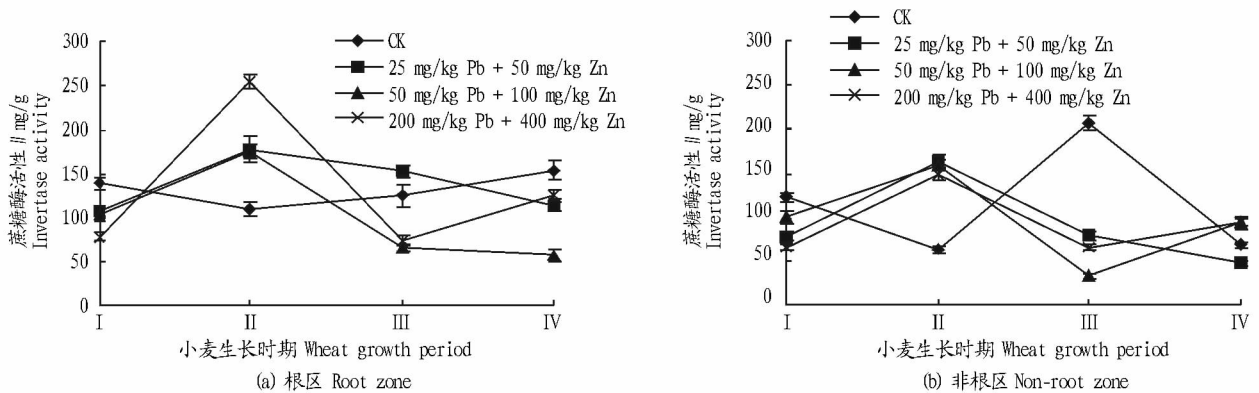 300
250
200
150
100
50
0
蔗糖酶活性∥mg/g
Invertase activity
CK
25 mg/kg Pb + 50 mg/kg Zn
50 mg/kg Pb + 100 mg/kg Zn
200 mg/kg Pb + 400 mg/kg Zn
I II III IV
小麦生长时期 Wheat growth period
(a) 根区 Root zone
300
250
200
150
100
50
0
蔗糖酶活性∥mg/g
Invertase activity
CK
25 mg/kg Pb + 50 mg/kg Zn
50 mg/kg Pb + 100 mg/kg Zn
200 mg/kg Pb + 400 mg/kg Zn
I II III IV
小麦生长时期 Wheat growth period
(b) 非根区 Non-root zone